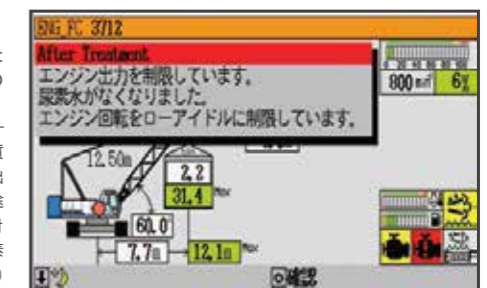 ENG_FC 3712
After Treatment
エンジン出力を制限しています。
尿素水がなくなりました。
エンジン回転をローアイドルに制限しています。
800
6%
12.50m
2.2
31.4 Max
60.0
7.7m
12.1m Max
確認